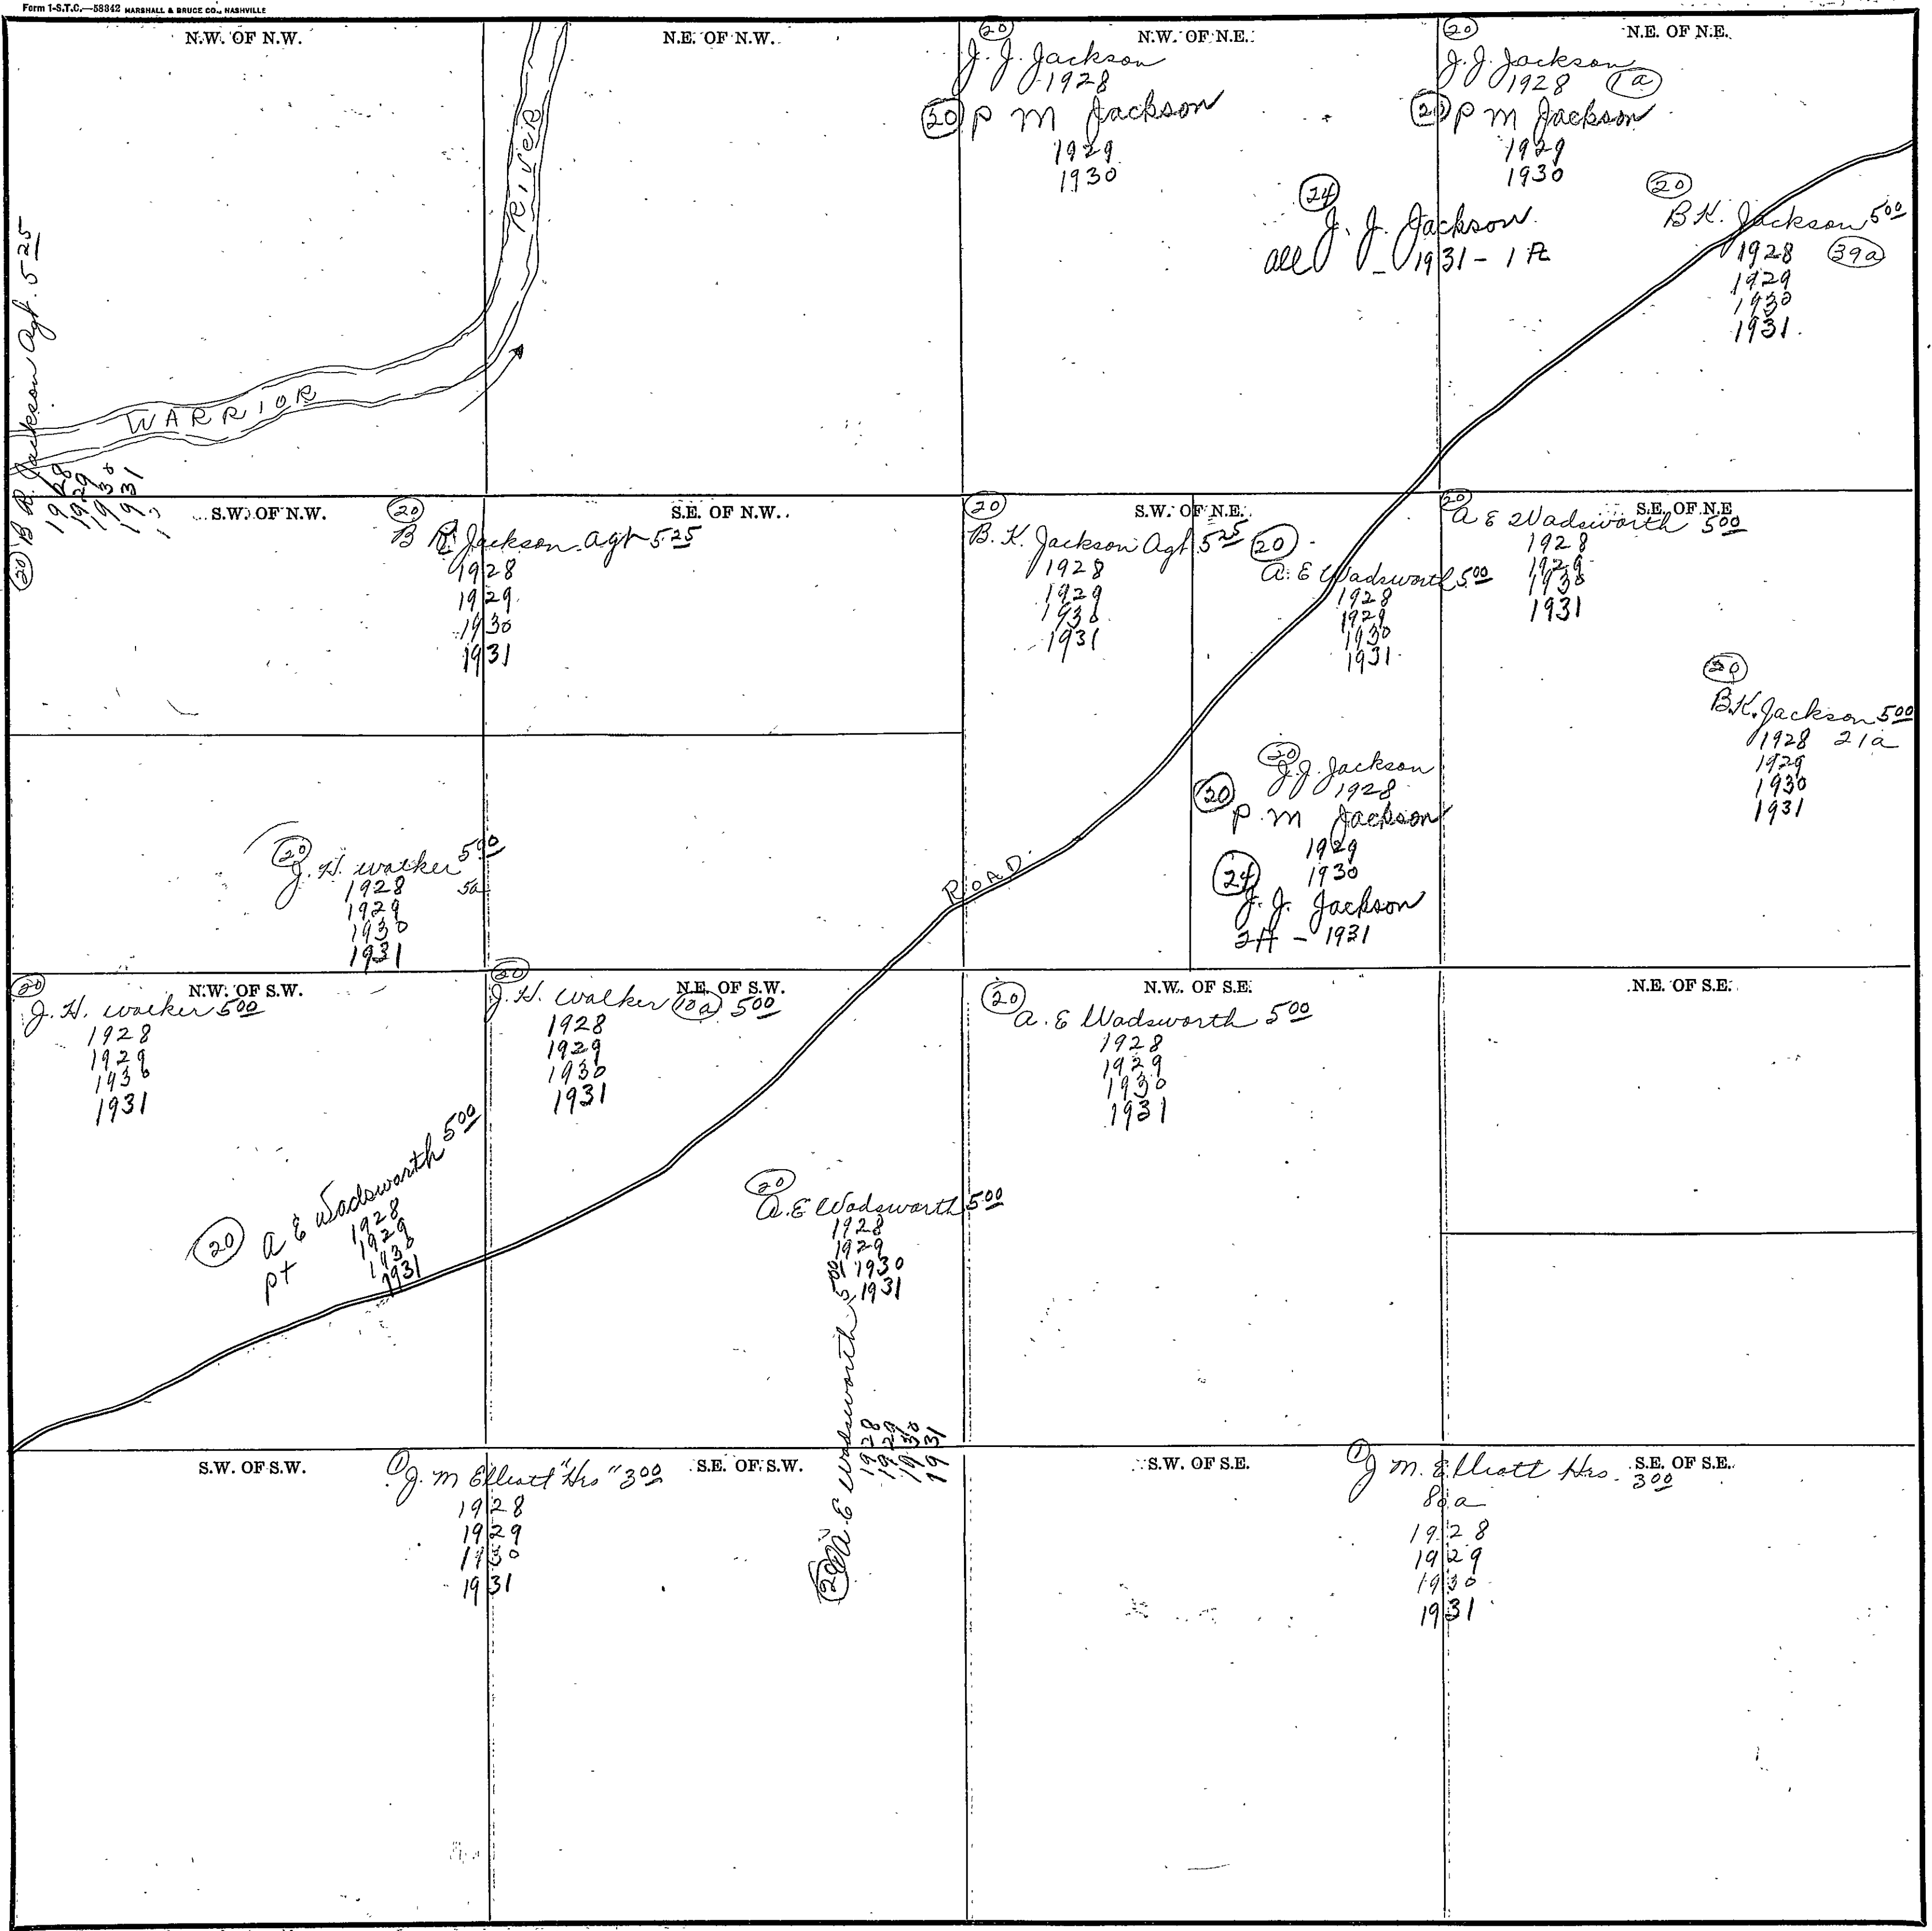 Form 1-S.T.C.—58842 MARSHALL & BRUCE CO., NASHVILLE
N.W. OF N.W.
N.E. OF N.W.
N.W. OF N.E.
N.E. OF N.E.
20
J. J. Jackson
1928
20 P M Jackson
1929
1930
20
J. J. Jackson
1928 1a
20 P M Jackson
1929
1930
24
J. J. Jackson
all - 1931 - 1 A
20
B K. Jackson 5 00
1928 39a
1929
1930
1931
WARRIOR
RIVER
20 B R. Jackson Agt. 5 25
1928
1929
1930
1931
S.W. OF N.W.
S.E. OF N.W.
S.W. OF N.E.
S.E. OF N.E.
20
B R Jackson agt 5 25
1928
1929
1930
1931
20
B. K. Jackson Agt 5 25
1928
1929
1930
1931
20
A. E Wadsworth 5 00
1928
1929
1930
1931
20
A E Wadsworth 5 00
1928
1929
1930
1931
20
B.K. Jackson 5 00
1928 21a
1929
1930
1931
20
J. J. Jackson
1928
20
P. M Jackson
1929
1930
24
J. J. Jackson
2A - 1931
20
J. H. walker 5 00
1928 5a
1929
1930
1931
ROAD
N.W. OF S.W.
N.E. OF S.W.
N.W. OF S.E.
N.E. OF S.E.
20
J. H. walker 5 00
1928
1929
1930
1931
20
J. H. walker 10a 5 00
1928
1929
1930
1931
20
A. E Wadsworth 5 00
1928
1929
1930
1931
20 A E Wadsworth 5 00
pt
1928
1929
1930
1931
20
A. E Wadsworth 5 00
1928
1929
1930
1931
20 A. E Wadsworth 5 00
1928
1929
1930
1931
S.W. OF S.W.
S.E. OF S.W.
S.W. OF S.E.
S.E. OF S.E.
1
J. M Elliott "Hrs" 3 00
1928
1929
1930
1931
1
J M. Elliott Hrs. 3 00
80a
1928
1929
1930
1931